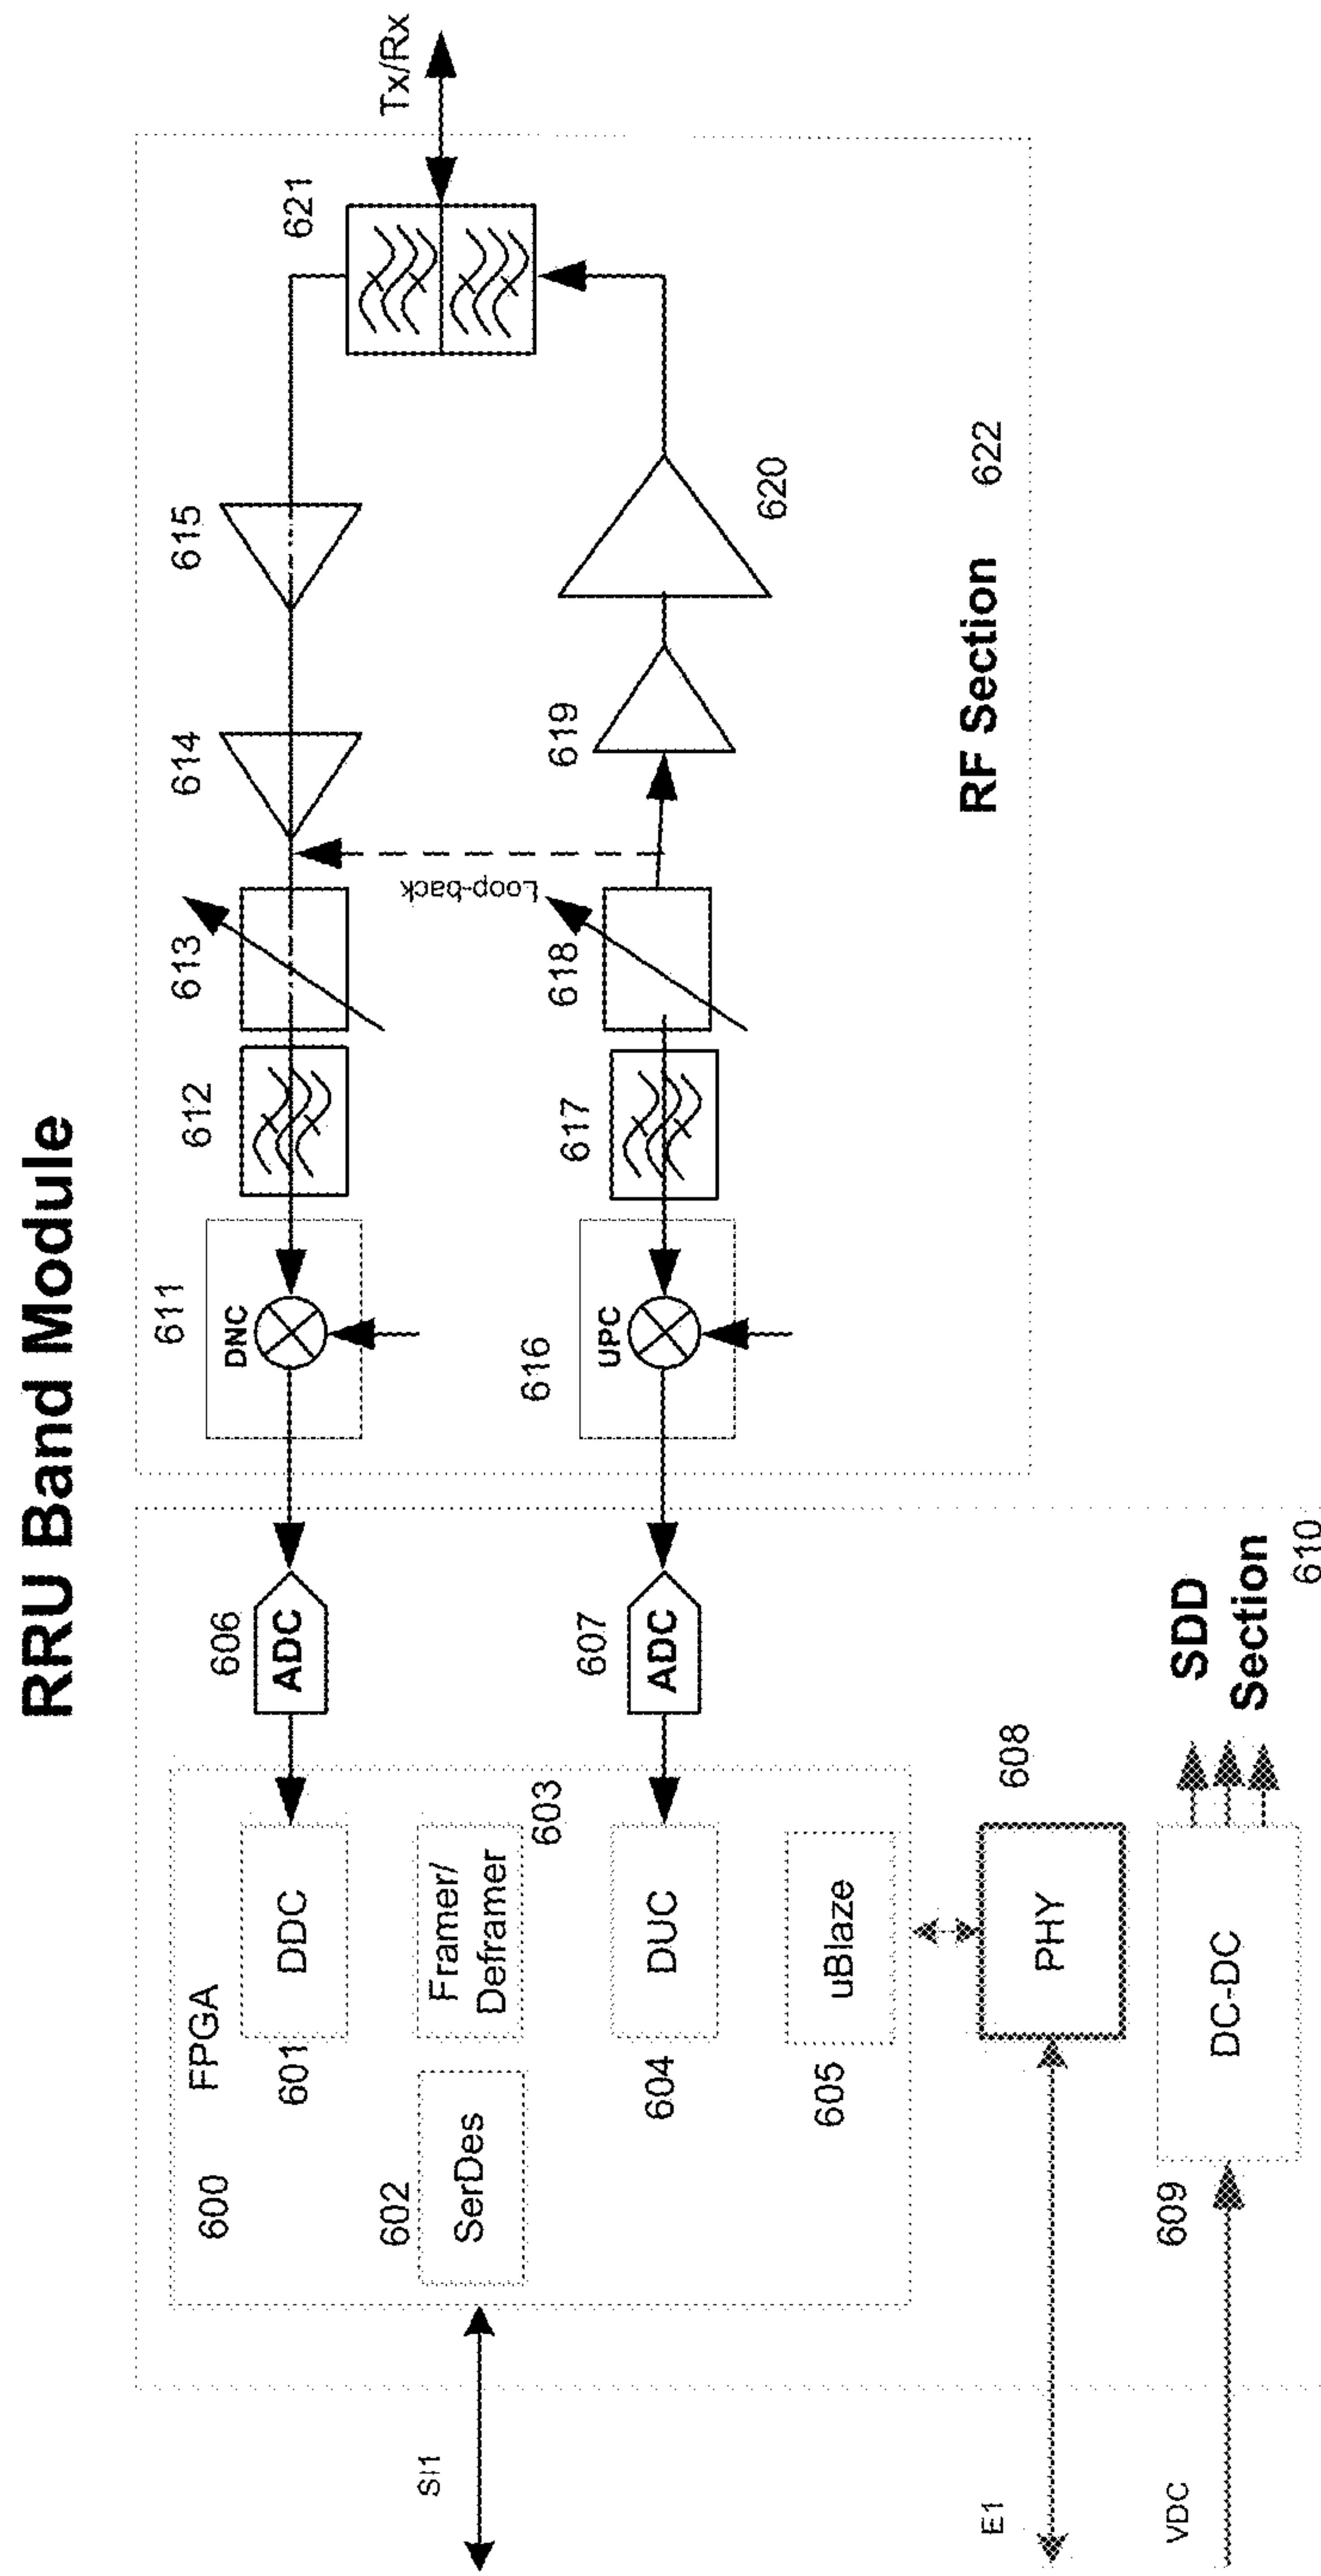 RRU Band Module
FPGA
600
DDC
601
SerDes
602
Framer/
Deframer
603
DUC
604
uBlaze
605
ADC
606
ADC
607
PHY
608
DC-DC
609
SDD
Section
610
SI1
E1
VDC
DNC
611
612
613
614
615
UPC
616
617
618
619
620
621
Loop-back
RF Section 622
Tx/Rx